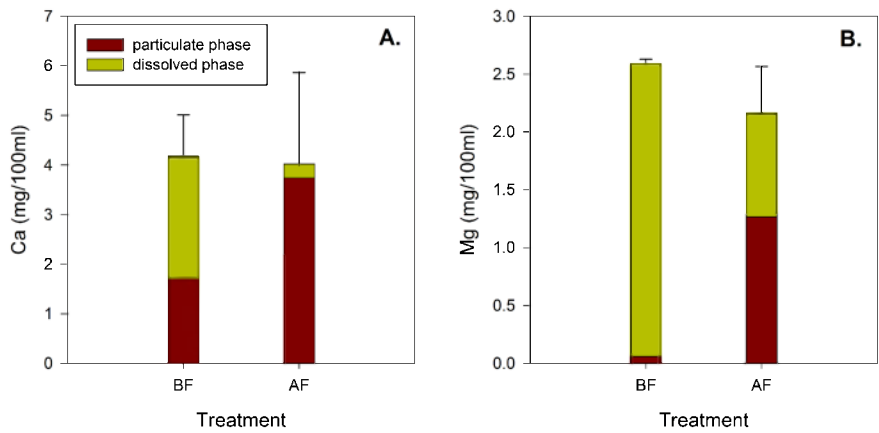 A.
particulate phase
dissolved phase
Ca (mg/100ml)
7
6
5
4
3
2
1
0
BF AF
Treatment
B.
Mg (mg/100ml)
3.0
2.5
2.0
1.5
1.0
0.5
0.0
BF AF
Treatment